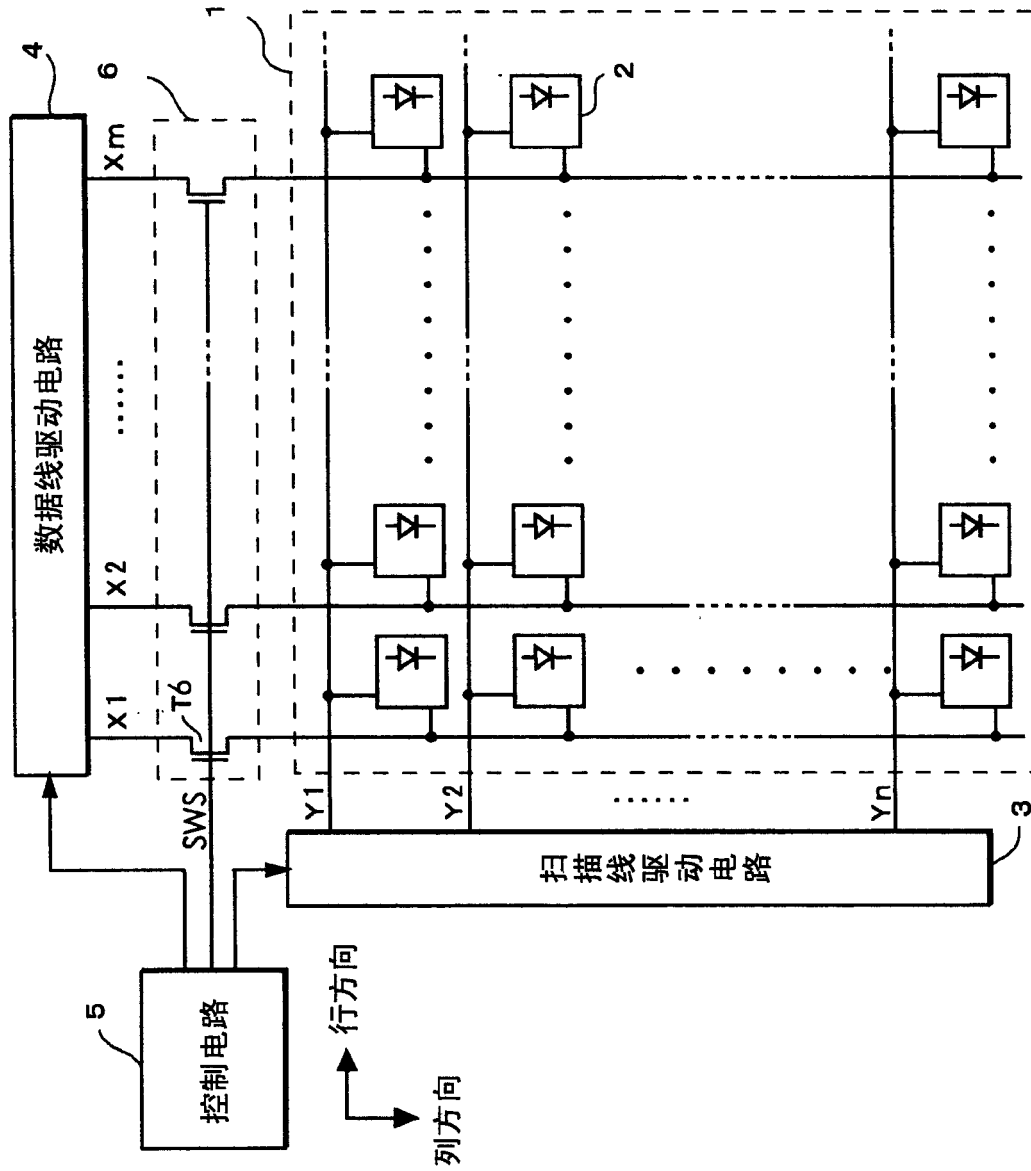 数据线驱动电路
4
X1
X2
......
Xm
6
T6
SWS
1
2
5
控制电路
Y1
Y2
......
Yn
扫描线驱动电路
3
行方向
列方向